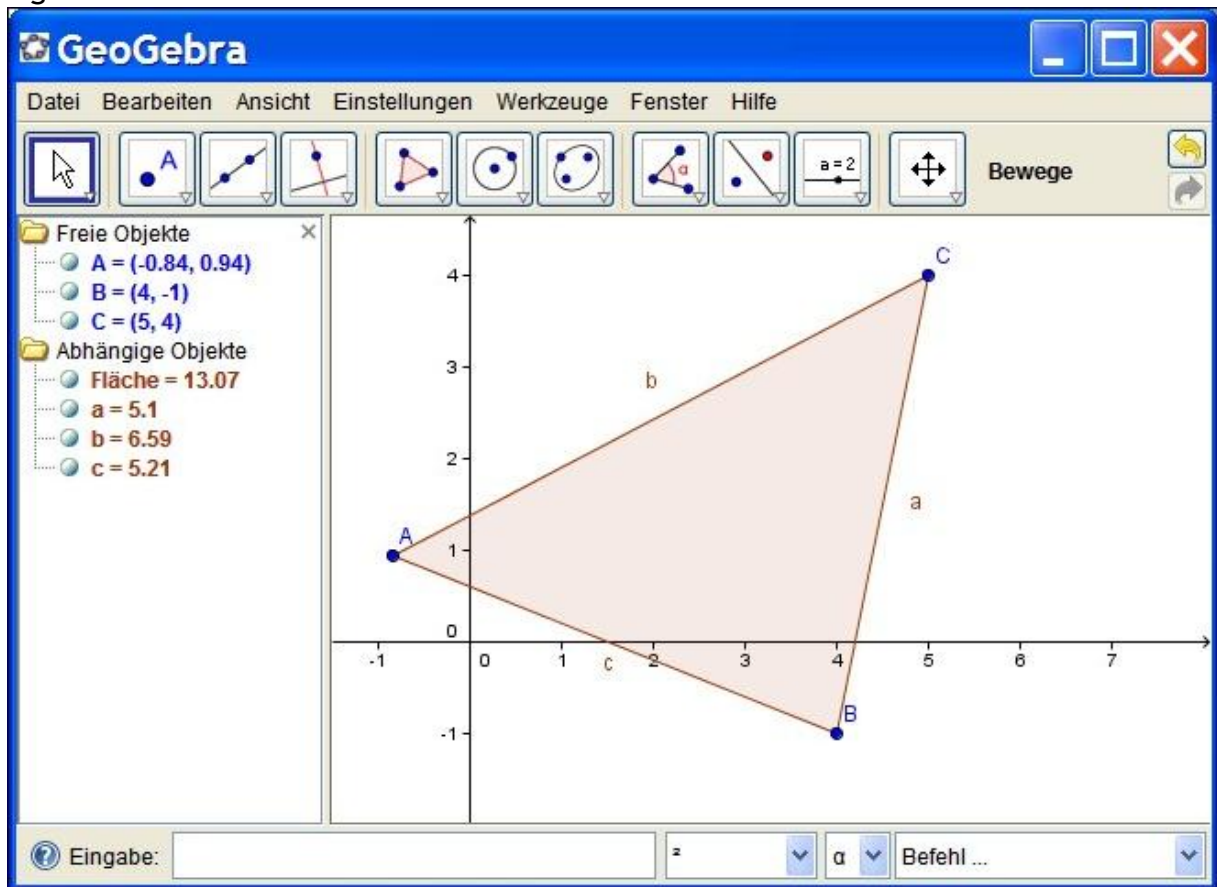 GeoGebra
Datei Bearbeiten Ansicht Einstellungen Werkzeuge Fenster Hilfe
A α a = 2 Bewege
Freie Objekte
A = (-0.84, 0.94)
B = (4, -1)
C = (5, 4)
Abhängige Objekte
Fläche = 13.07
a = 5.1
b = 6.59
c = 5.21
C
4
3
b
2
a
A
1
0
-1 0 1 2 3 4 5 6 7
c
B
-1
Eingabe: ² α Befehl ...